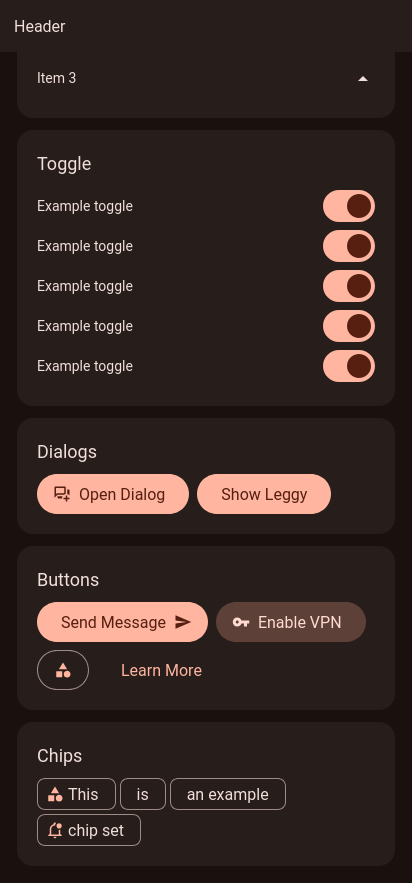 Header
Item 3
Toggle
Example toggle
Example toggle
Example toggle
Example toggle
Example toggle
Dialogs
Open Dialog Show Leggy
Buttons
Send Message Enable VPN
Learn More
Chips
This is an example
chip set